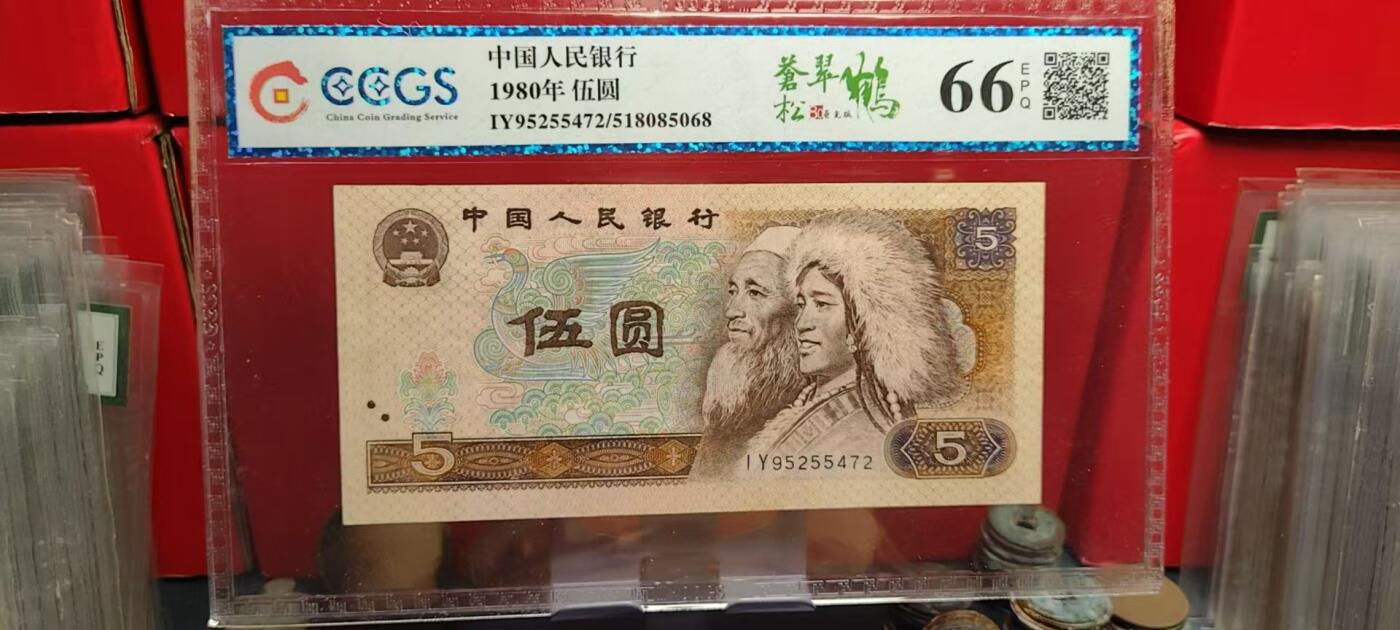 CCGS
China Coin Grading Service
中国人民银行
1980年 伍圆
IY95255472/518085068
苍翠
松鹤
66
EPQ
中国人民银行
5
伍圆
5
IY95255472
5
EPQ